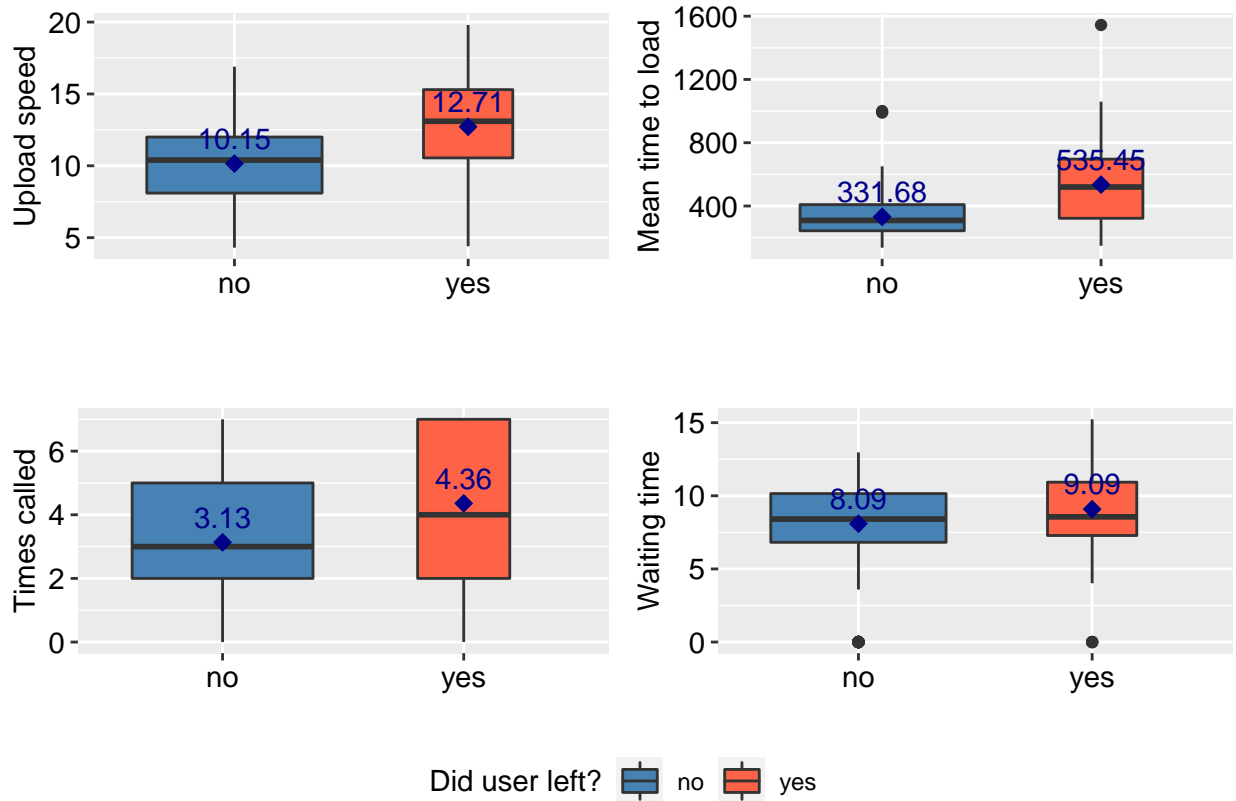 Upload speed
20
15
10
5
10.15
12.71
no
yes
Mean time to load
1600
1200
800
400
331.68
535.45
no
yes
Times called
6
4
2
0
3.13
4.36
no
yes
Waiting time
15
10
5
0
8.09
9.09
no
yes
Did user left? no yes